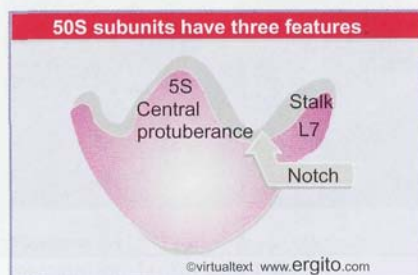 50S subunits have three features
5S
Central
protuberance
Stalk
L7
Notch
©virtualtext www.ergito.com